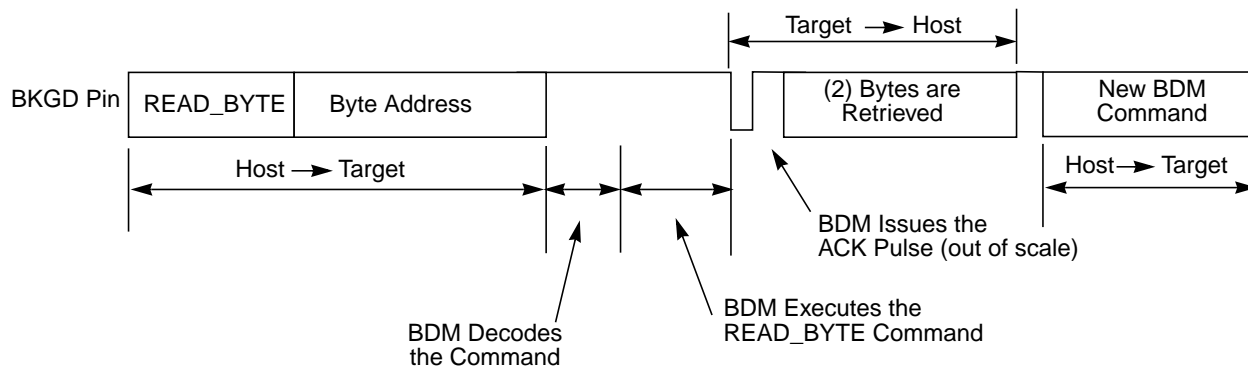 Target → Host
BKGD Pin
READ_BYTE
Byte Address
(2) Bytes are
Retrieved
New BDM
Command
Host → Target
Host → Target
BDM Issues the
ACK Pulse (out of scale)
BDM Decodes
the Command
BDM Executes the
READ_BYTE Command